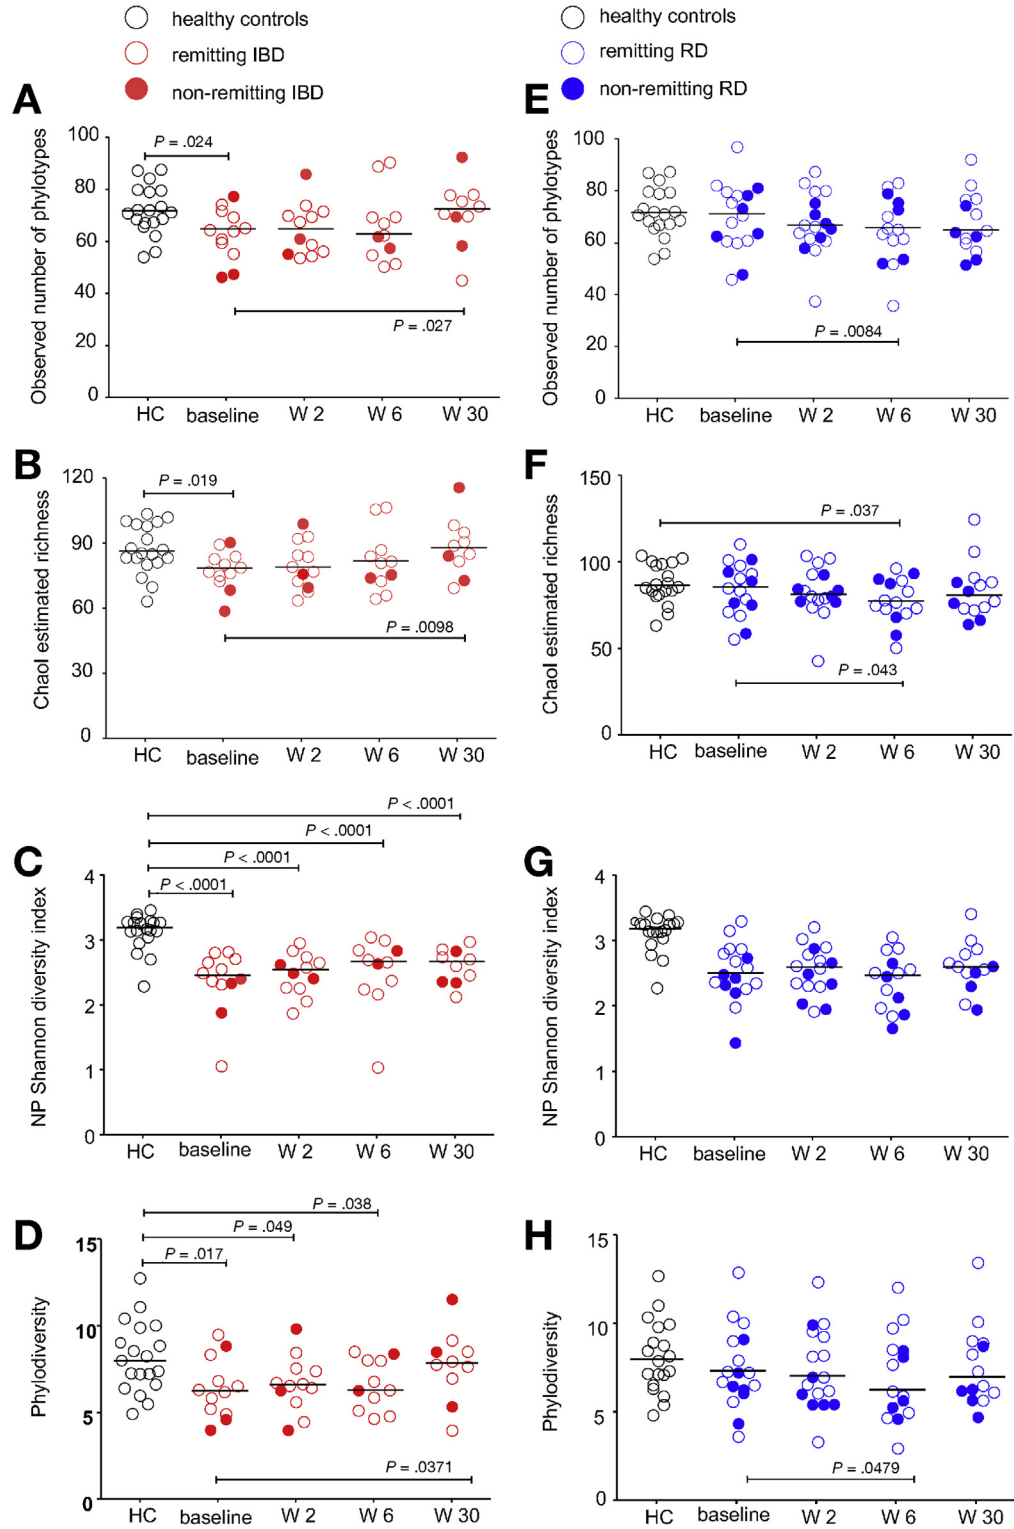 healthy controls
remitting IBD
non-remitting IBD
healthy controls
remitting RD
non-remitting RD
A
Observed number of phylotypes
100
80
60
40
20
0
P = .024
P = .027
HC baseline W 2 W 6 W 30
E
Observed number of phylotypes
100
80
60
40
20
0
P = .0084
HC baseline W 2 W 6 W 30
B
ChaoI estimated richness
120
90
60
30
0
P = .019
P = .0098
HC baseline W 2 W 6 W 30
F
ChaoI estimated richness
150
100
50
0
P = .037
P = .043
HC baseline W 2 W 6 W 30
C
NP Shannon diversity index
4
3
2
1
0
P < .0001
P < .0001
P < .0001
P < .0001
HC baseline W 2 W 6 W 30
G
NP Shannon diversity index
4
3
2
1
0
HC baseline W 2 W 6 W 30
D
Phylodiversity
15
10
5
0
P = .038
P = .049
P = .017
P = .0371
HC baseline W 2 W 6 W 30
H
Phylodiversity
15
10
5
0
P = .0479
HC baseline W 2 W 6 W 30